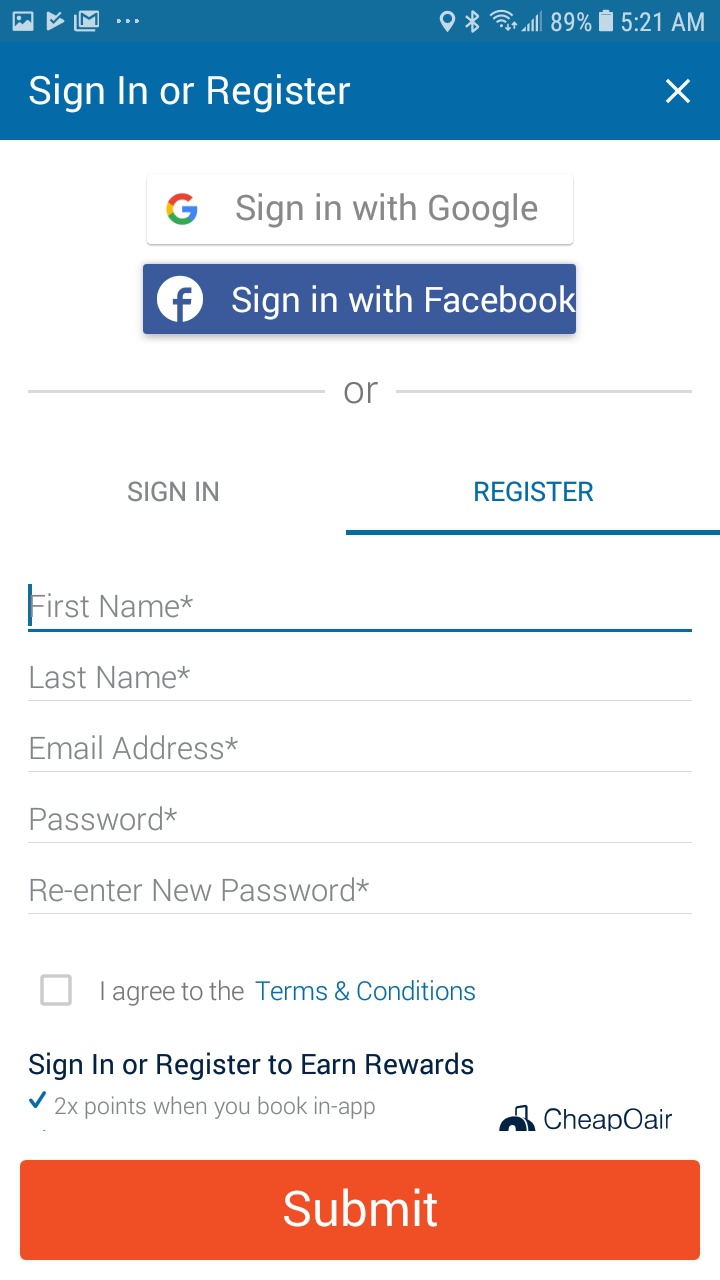 89% 5:21 AM
Sign In or Register
Sign in with Google
Sign in with Facebook
or
SIGN IN REGISTER
First Name*
Last Name*
Email Address*
Password*
Re-enter New Password*
I agree to the Terms & Conditions
Sign In or Register to Earn Rewards
2x points when you book in-app
CheapOair
Submit